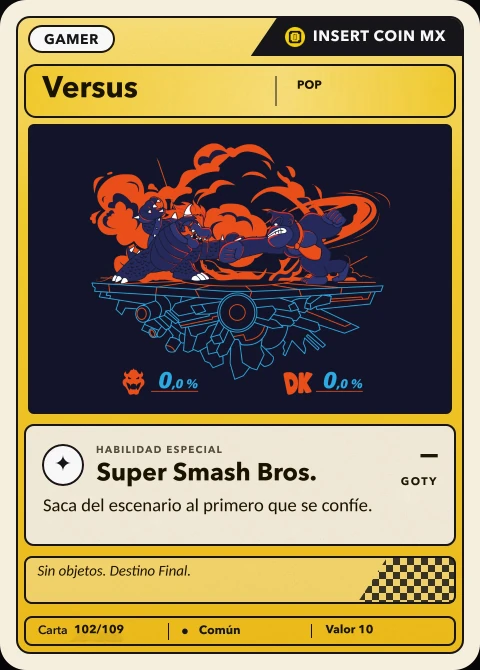 GAMER
INSERT COIN MX
Versus
POP
0,0 %
DK 0,0 %
HABILIDAD ESPECIAL
Super Smash Bros.
—
GOTY
Saca del escenario al primero que se confíe.
Sin objetos. Destino Final.
Carta 102/109
• Común
Valor 10